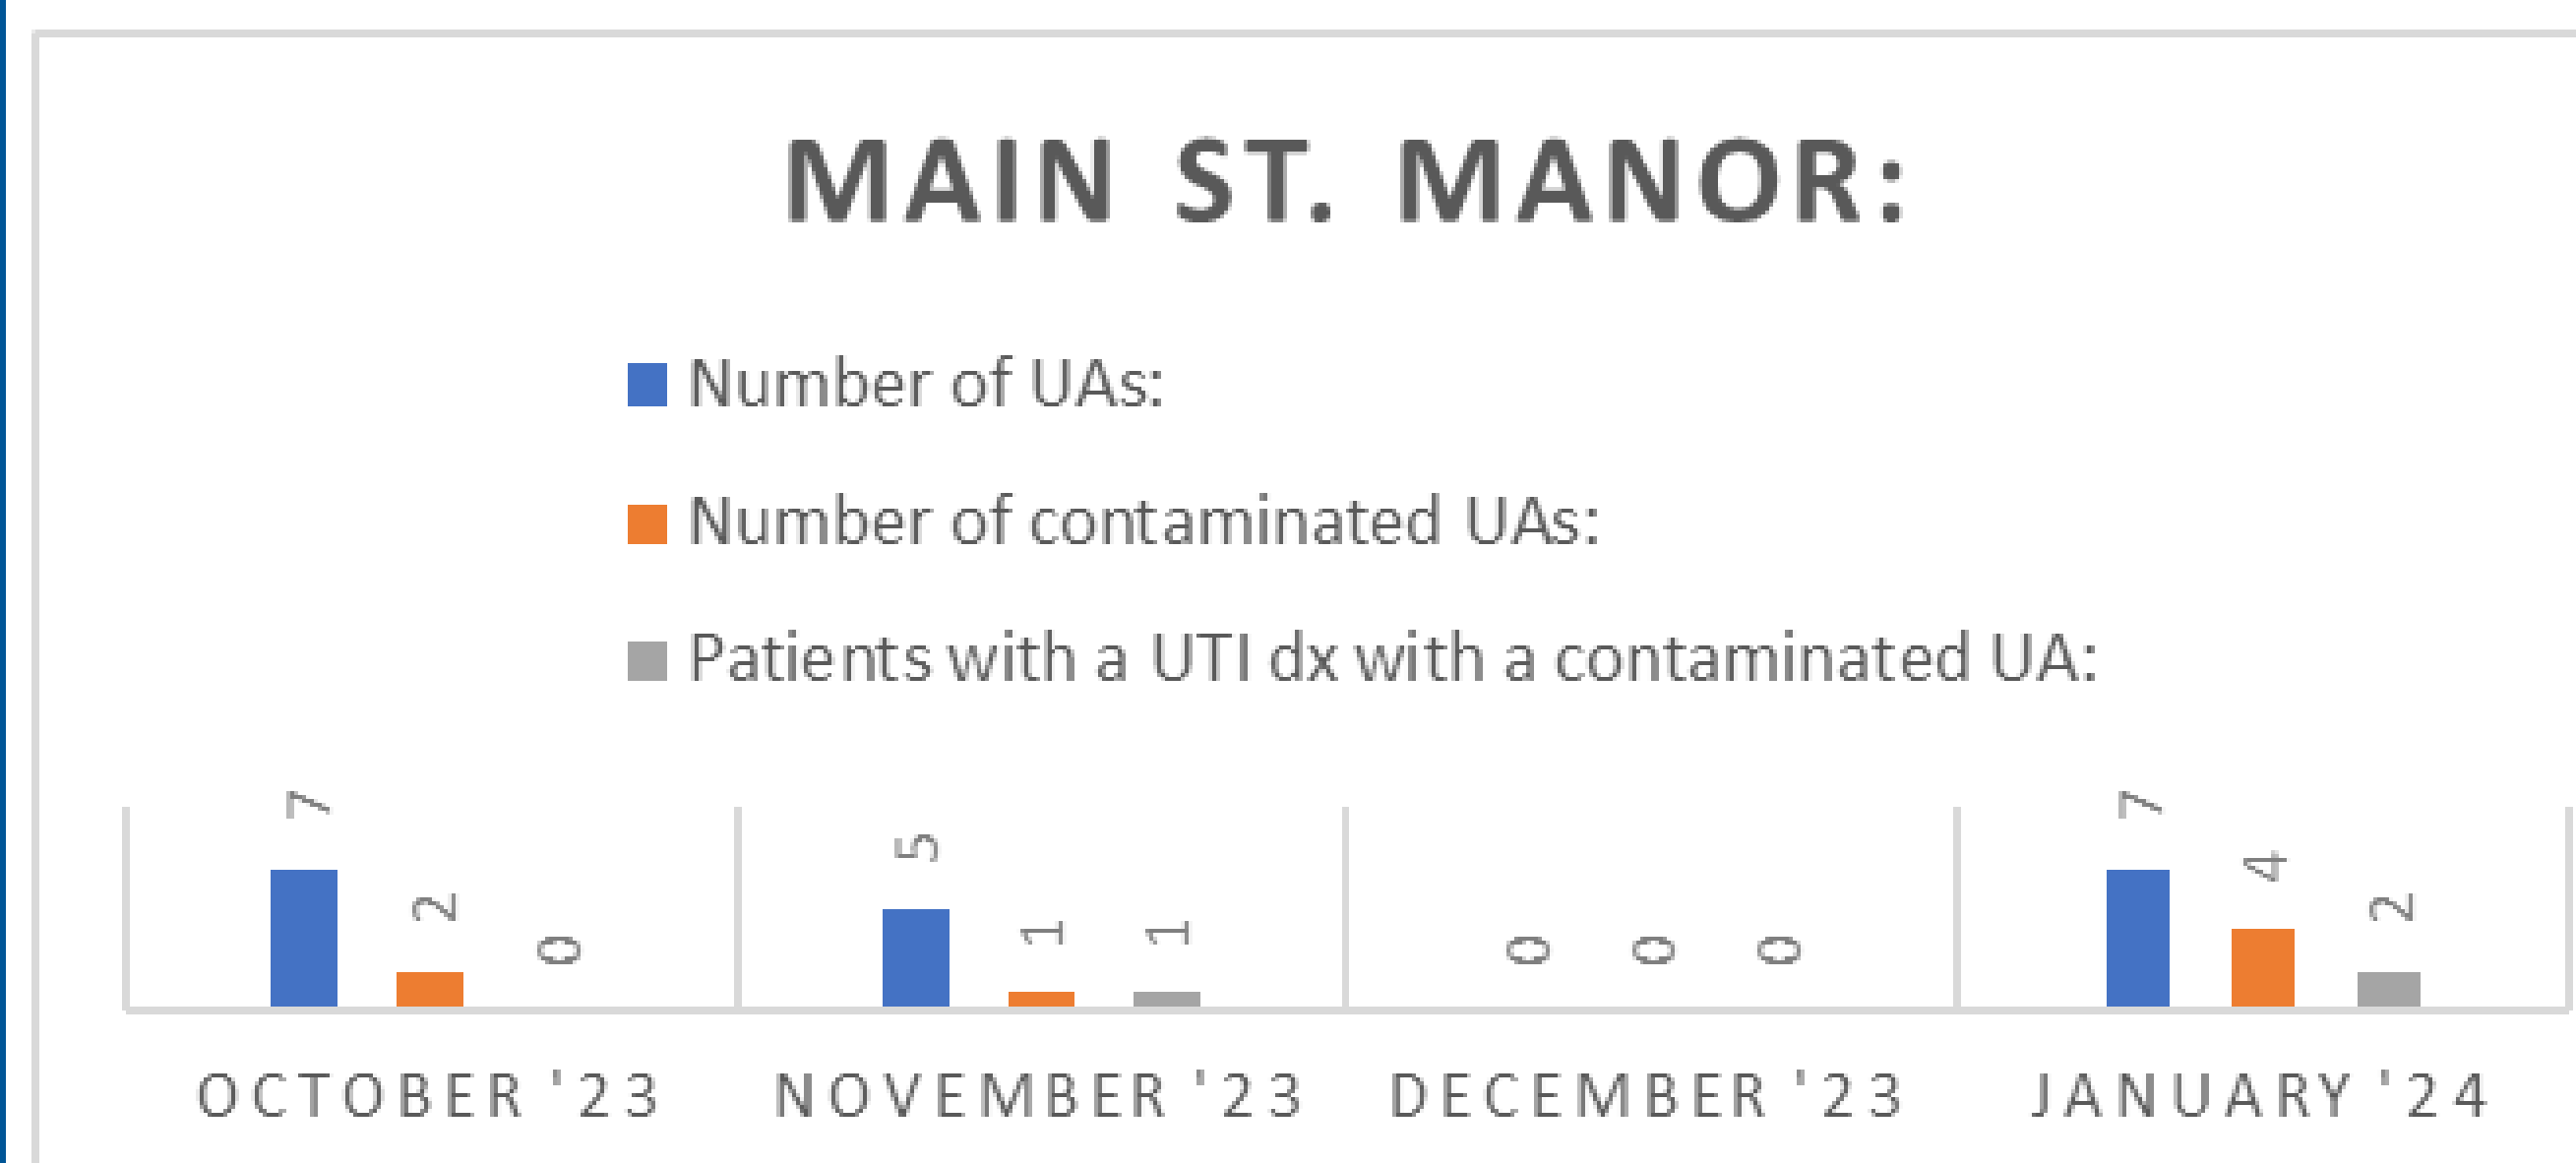 MAIN ST. MANOR:
Number of UAs:
Number of contaminated UAs:
Patients with a UTI dx with a contaminated UA:
7 2 0 5 1 1 0 0 0 7 4 2
OCTOBER '23 NOVEMBER '23 DECEMBER '23 JANUARY '24